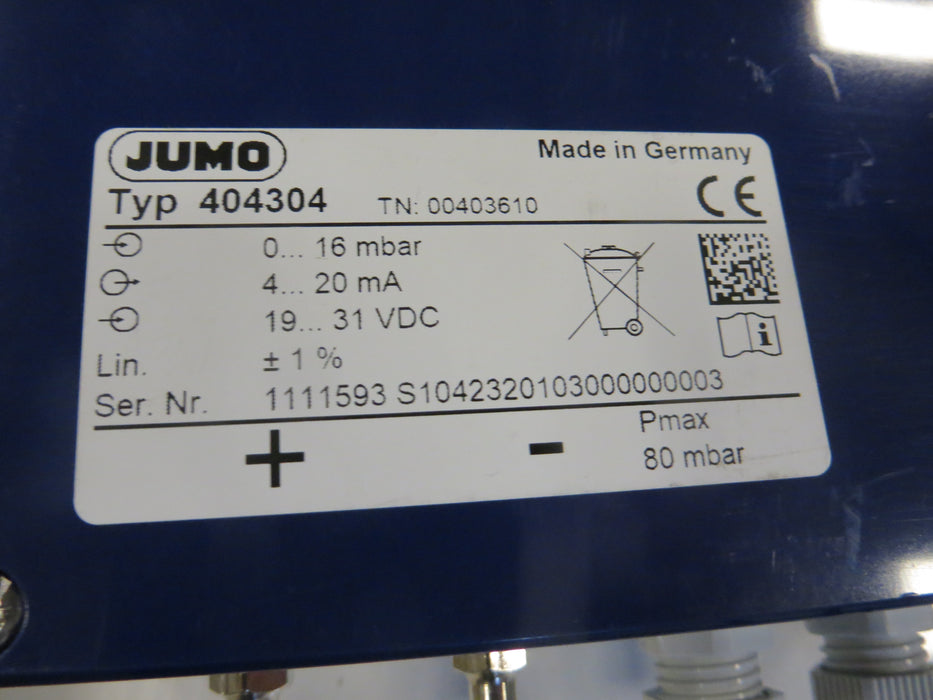 JUMO
Made in Germany
Typ 404304 TN: 00403610
CE
0... 16 mbar
4... 20 mA
19... 31 VDC
Lin. ± 1 %
Ser. Nr. 1111593 S1042320103000000003
+ - Pmax
80 mbar